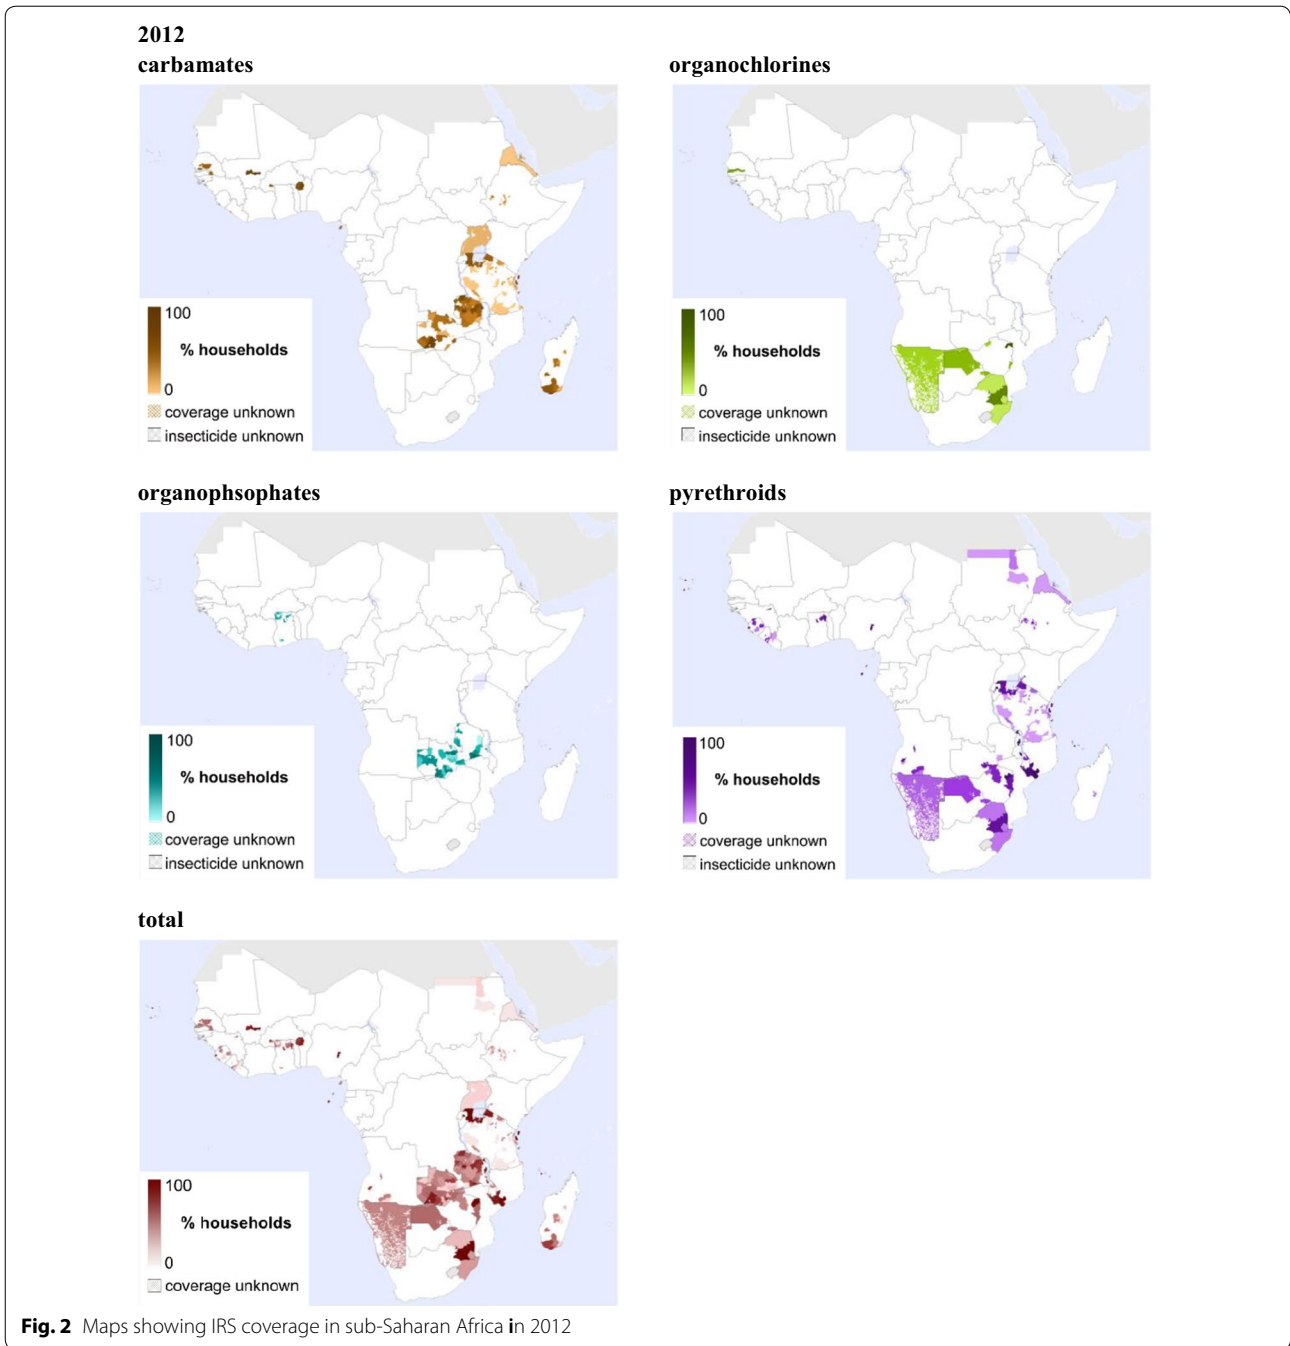 2012
carbamates
organochlorines
100
% households
0
coverage unknown
insecticide unknown
100
% households
0
coverage unknown
insecticide unknown
organophsophates
pyrethroids
100
% households
0
coverage unknown
insecticide unknown
100
% households
0
coverage unknown
insecticide unknown
total
100
% households
0
coverage unknown
Fig. 2 Maps showing IRS coverage in sub-Saharan Africa in 2012